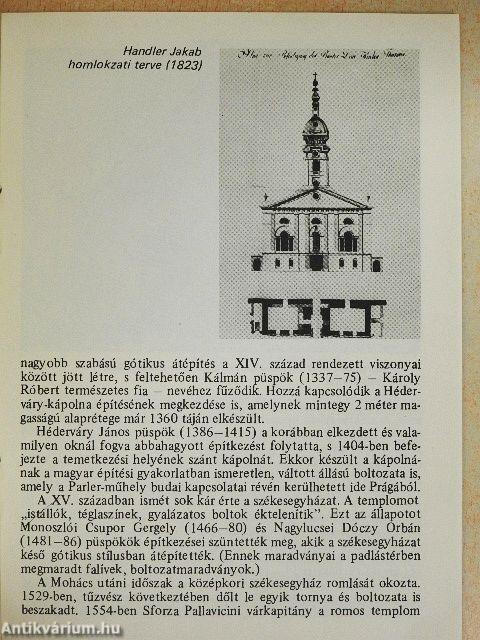 Handler Jakab
homlokzati terve (1823)
nagyobb szabású gótikus átépítés a XIV. század rendezett viszonyai
között jött létre, s feltehetően Kálmán püspök (1337–75) – Károly
Róbert természetes fia – nevéhez fűződik. Hozzá kapcsolódik a Héder-
váry-kápolna építésének megkezdése is, amelynek mintegy 2 méter ma-
gasságú alaprétege már 1360 táján elkészült.
Héderváry János püspök (1386–1415) a korábban elkezdett és vala-
milyen oknál fogva abbahagyott építkezést folytatta, s 1404-ben befe-
jezte a temetkezési helyének szánt kápolnát. Ekkor készült a kápolná-
nak a magyar építési gyakorlatban ismeretlen, váltott állású boltozata is,
amely a Parler-műhely budai kapcsolatai révén kerülhetett ide Prágából.
A XV. században ismét sok kár érte a székesegyházat. A templomot
„istállók, téglaszínek, gyalázatos boltok éktelenítik”. Ezt az állapotot
Monoszlói Csupor Gergely (1466–80) és Nagylucsei Dóczy Orbán
(1481–86) püspökök építkezései szüntették meg, akik a székesegyházat
késő gótikus stílusban átépítették. (Ennek maradványai a padlástérben
megmaradt falívek, boltozatmaradványok.)
A Mohács utáni időszak a középkori székesegyház romlását okozta.
1529-ben, tűzvész következtében dőlt le egyik tornya és boltozata is
beszakadt. 1554-ben Sforza Pallavicini várkapitány a romos templom
© Antikvárium.hu